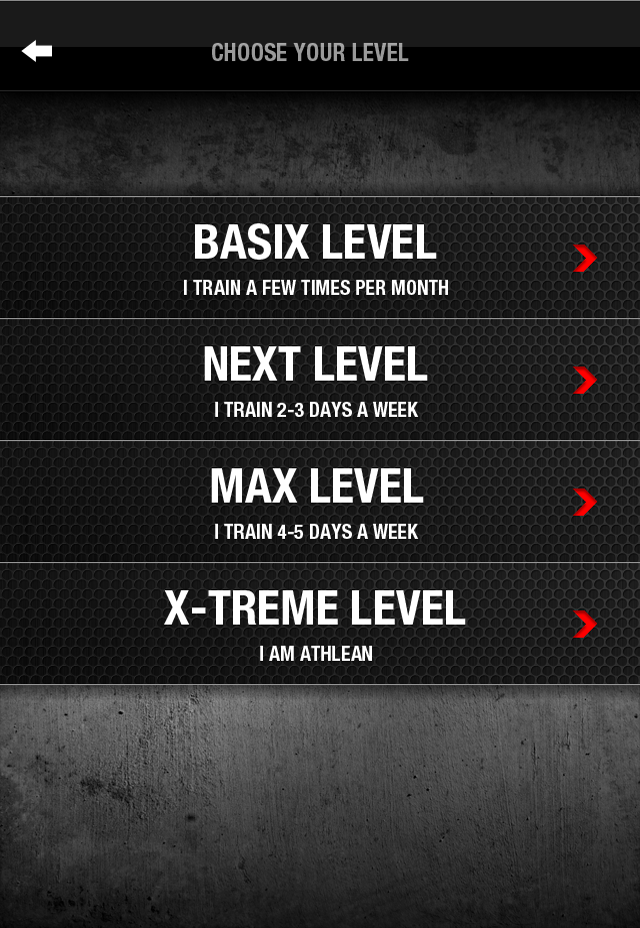 CHOOSE YOUR LEVEL
BASIX LEVEL
I TRAIN A FEW TIMES PER MONTH
NEXT LEVEL
I TRAIN 2-3 DAYS A WEEK
MAX LEVEL
I TRAIN 4-5 DAYS A WEEK
X-TREME LEVEL
I AM ATHLEAN